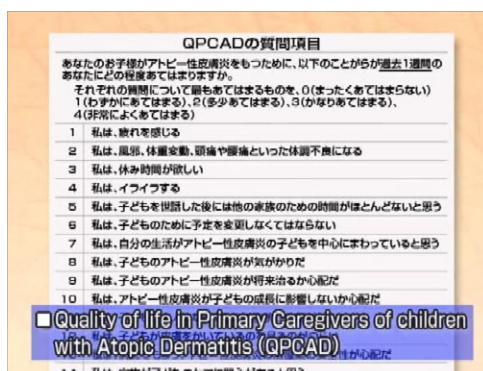 QPCADの質問項目
あなたのお子様がアトピー性皮膚炎をもつために、以下のことがらが過去1週間の
あなたにどの程度あてはまりますか。
それぞれの質問について最もあてはまるものを、0(まったくあてはまらない)
1(わずかにあてはまる)、2(多少あてはまる)、3(かなりあてはまる)、
4(非常によくあてはまる)
1 私は、疲れを感じる
2 私は、風邪、体重変動、頭痛や腰痛といった体調不良になる
3 私は、休み時間が欲しい
4 私は、イライラする
5 私は、子どもを世話した後には他の家族のための時間がほとんどないと思う
6 私は、子どものために予定を変更しなくてはならない
7 私は、自分の生活がアトピー性皮膚炎の子どもを中心にまわっていると思う
8 私は、子どものアトピー性皮膚炎が気がかりだ
9 私は、子どものアトピー性皮膚炎が将来治るか心配だ
10 私は、アトピー性皮膚炎が子どもの成長に影響しないか心配だ
■Quality of life in Primary Caregivers of children
with Atopic Dermatitis (QPCAD)